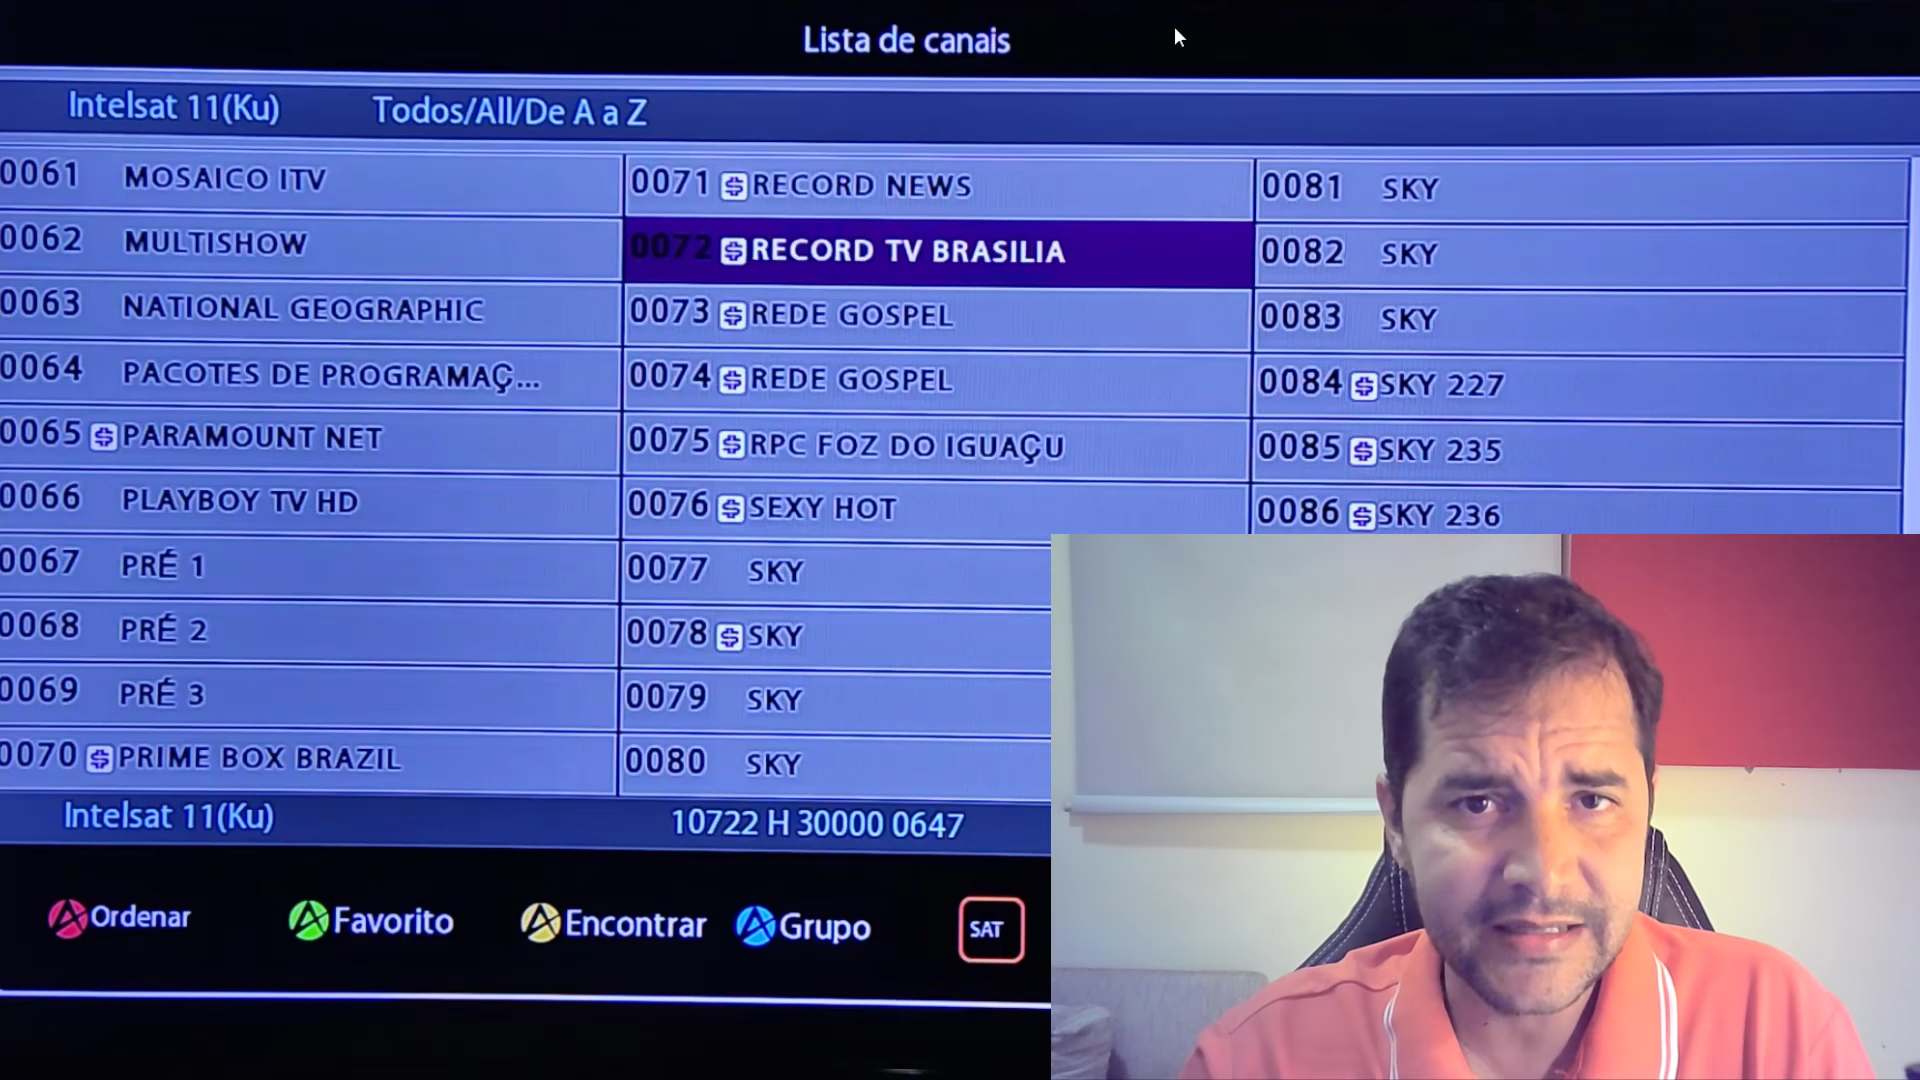 Lista de canais
Intelsat 11(Ku) Todos/All/De A a Z
0061 MOSAICO ITV
0062 MULTISHOW
0063 NATIONAL GEOGRAPHIC
0064 PACOTES DE PROGRAMAÇ...
0065 $ PARAMOUNT NET
0066 PLAYBOY TV HD
0067 PRÉ 1
0068 PRÉ 2
0069 PRÉ 3
0070 $ PRIME BOX BRAZIL
0071 $ RECORD NEWS
0072 $ RECORD TV BRASILIA
0073 $ REDE GOSPEL
0074 $ REDE GOSPEL
0075 $ RPC FOZ DO IGUAÇU
0076 $ SEXY HOT
0077 SKY
0078 $ SKY
0079 SKY
0080 SKY
0081 SKY
0082 SKY
0083 SKY
0084 $ SKY 227
0085 $ SKY 235
0086 $ SKY 236
Intelsat 11(Ku) 10722 H 30000 0647
Ordenar Favorito Encontrar Grupo SAT